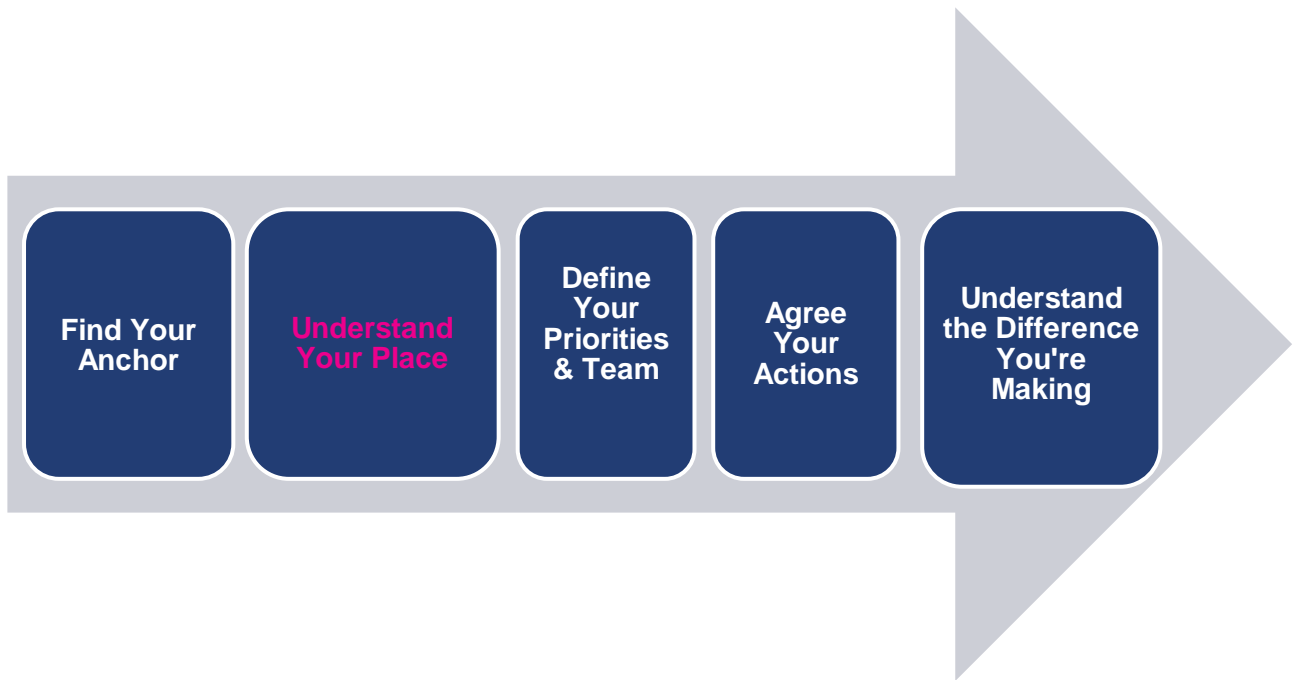 Find Your
Anchor
Understand
Your Place
Define
Your
Priorities
& Team
Agree
Your
Actions
Understand
the Difference
You're
Making